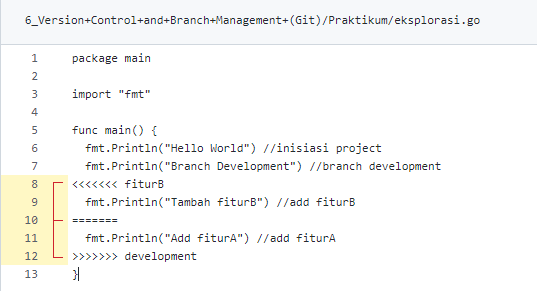 6_Version+Control+and+Branch+Management+(Git)/Praktikum/eksplorasi.go
1 package main
2
3 import "fmt"
4
5 func main() {
6 fmt.Println("Hello World") //inisiasi project
7 fmt.Println("Branch Development") //branch development
8 <<<<<<< fiturB
9 fmt.Println("Tambah fiturB") //add fiturB
10 =======
11 fmt.Println("Add fiturA") //add fiturA
12 >>>>>>> development
13 }